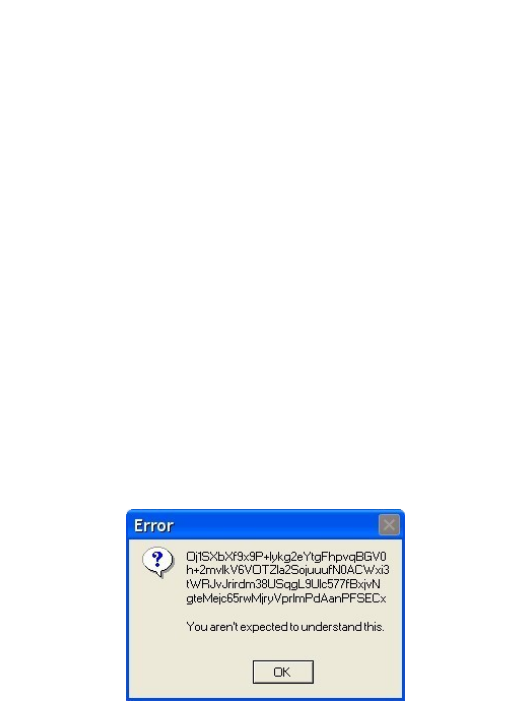 Error
Oj1SXbXf9x9P+lykg2eYtgFhpvqBGV0
h+2mvlkV6VOTZla2SojuuufN0ACWxi3
tWRJvJrirdm38USqgL9Ulc577fBxjvN
gteMejc65rwMjryVprlmPdAanPFSECx
You aren't expected to understand this.
OK